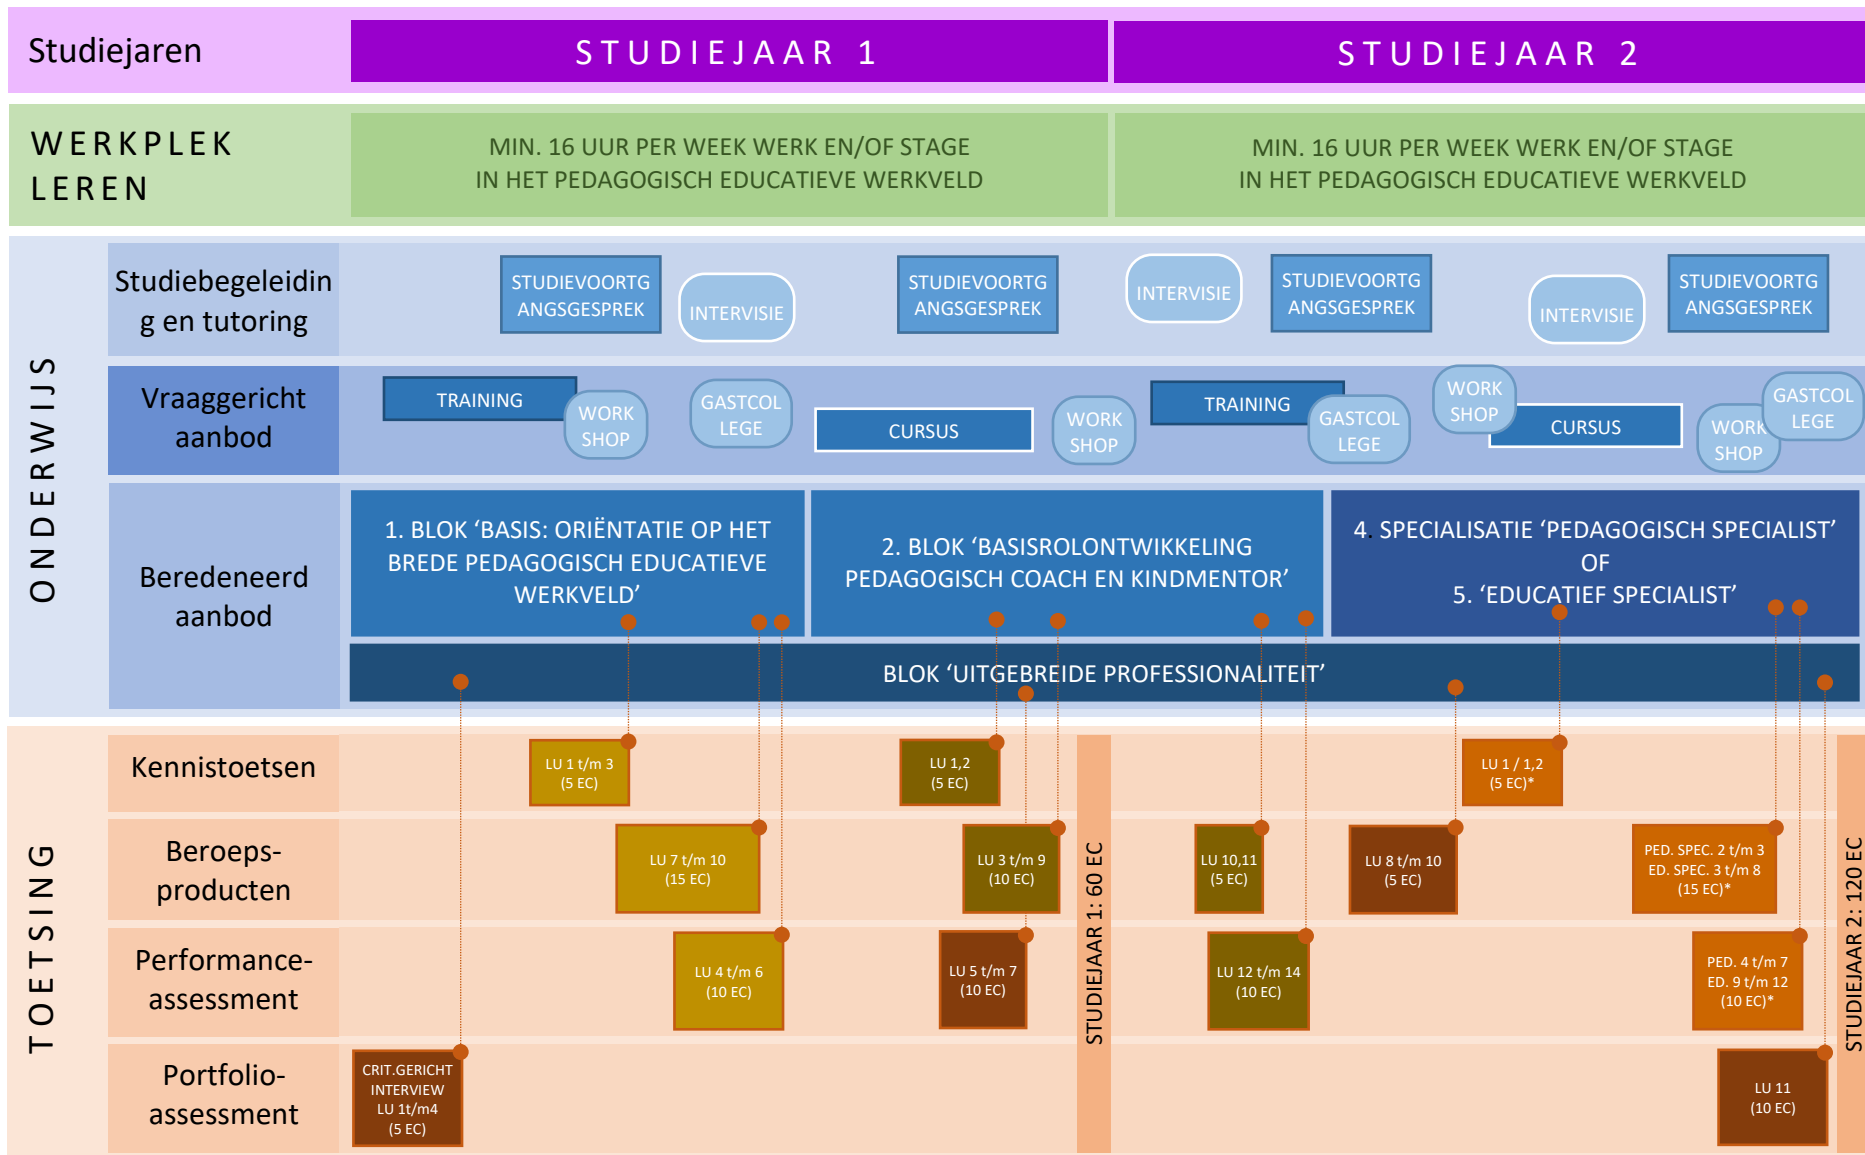 Studiejaren
STUDIEJAAR 1
STUDIEJAAR 2
WERKPLEK
LEREN
MIN. 16 UUR PER WEEK WERK EN/OF STAGE
IN HET PEDAGOGISCH EDUCATIEVE WERKVELD
MIN. 16 UUR PER WEEK WERK EN/OF STAGE
IN HET PEDAGOGISCH EDUCATIEVE WERKVELD
ONDERWIJS
Studiebegeleidin
g en tutoring
STUDIEVOORTG
ANGSGESPREK
INTERVISIE
STUDIEVOORTG
ANGSGESPREK
INTERVISIE
STUDIEVOORTG
ANGSGESPREK
INTERVISIE
STUDIEVOORTG
ANGSGESPREK
Vraaggericht
aanbod
TRAINING
WORK
SHOP
GASTCOL
LEGE
CURSUS
WORK
SHOP
TRAINING
GASTCOL
LEGE
WORK
SHOP
CURSUS
WORK
SHOP
GASTCOL
LEGE
Beredeneerd
aanbod
1. BLOK ‘BASIS: ORIËNTATIE OP HET
BREDE PEDAGOGISCH EDUCATIEVE
WERKVELD’
2. BLOK ‘BASISROLONTWIKKELING
PEDAGOGISCH COACH EN KINDMENTOR’
4. SPECIALISATIE ‘PEDAGOGISCH SPECIALIST’
OF
5. ‘EDUCATIEF SPECIALIST’
BLOK ‘UITGEBREIDE PROFESSIONALITEIT’
TOETSING
Kennistoetsen
LU 1 t/m 3
(5 EC)
LU 1,2
(5 EC)
LU 1 / 1,2
(5 EC)*
Beroeps-
producten
LU 7 t/m 10
(15 EC)
LU 3 t/m 9
(10 EC)
LU 10,11
(5 EC)
LU 8 t/m 10
(5 EC)
PED. SPEC. 2 t/m 3
ED. SPEC. 3 t/m 8
(15 EC)*
Performance-
assessment
LU 4 t/m 6
(10 EC)
LU 5 t/m 7
(10 EC)
LU 12 t/m 14
(10 EC)
PED. 4 t/m 7
ED. 9 t/m 12
(10 EC)*
Portfolio-
assessment
CRIT.GERICHT
INTERVIEW
LU 1t/m4
(5 EC)
LU 11
(10 EC)
STUDIEJAAR 1: 60 EC
STUDIEJAAR 2: 120 EC